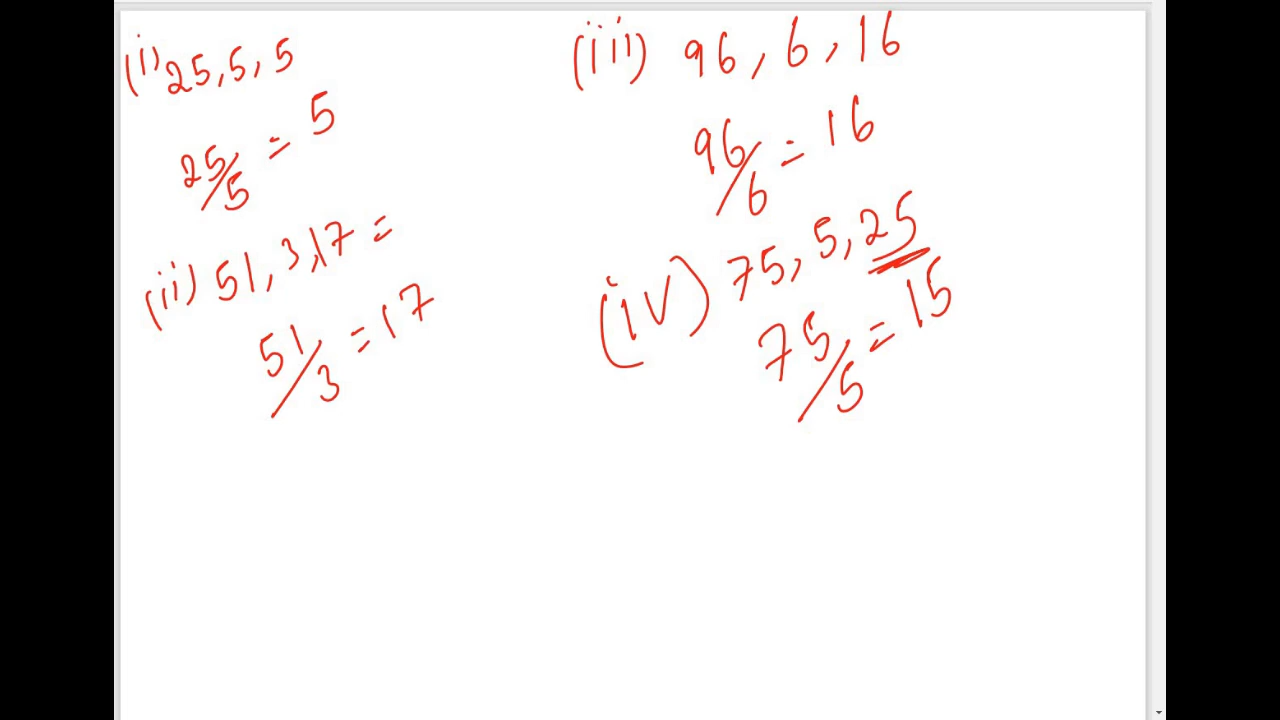 (i) 25, 5, 5
25/5 = 5
(ii) 51, 3, 17 =
51/3 = 17
(iii) 96, 6, 16
96/6 = 16
(iv) 75, 5, 25
75/5 = 15